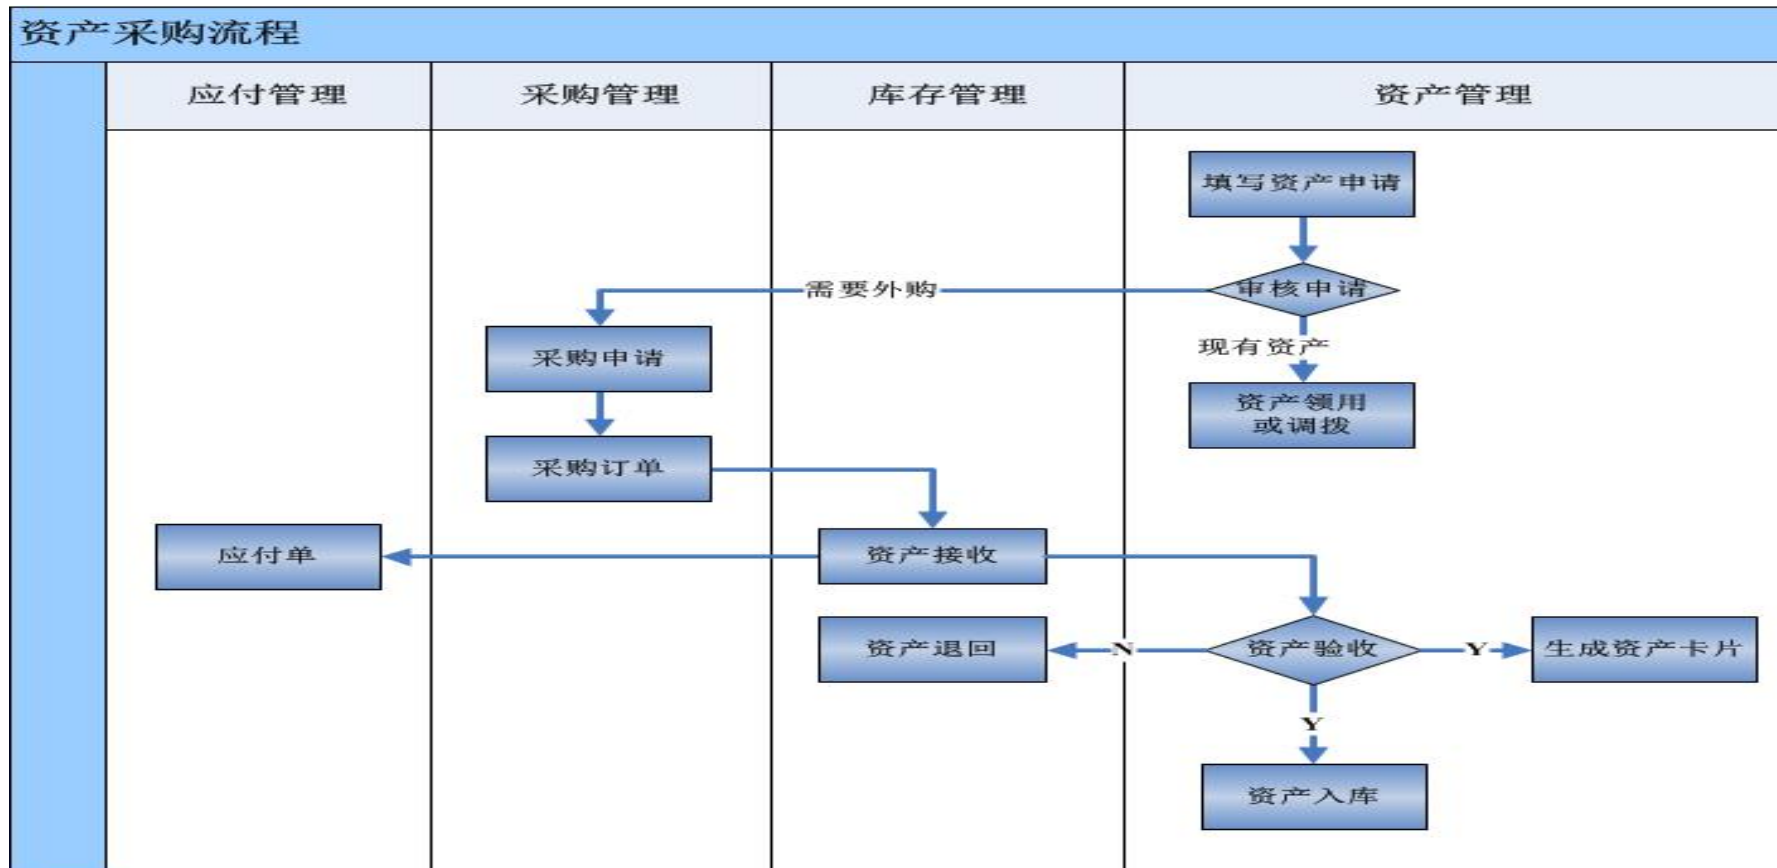 资产采购流程
应付管理
采购管理
库存管理
资产管理
填写资产申请
审核申请
需要外购
现有资产
采购申请
资产领用
或调拨
采购订单
应付单
资产接收
资产退回
N
资产验收
Y
生成资产卡片
Y
资产入库